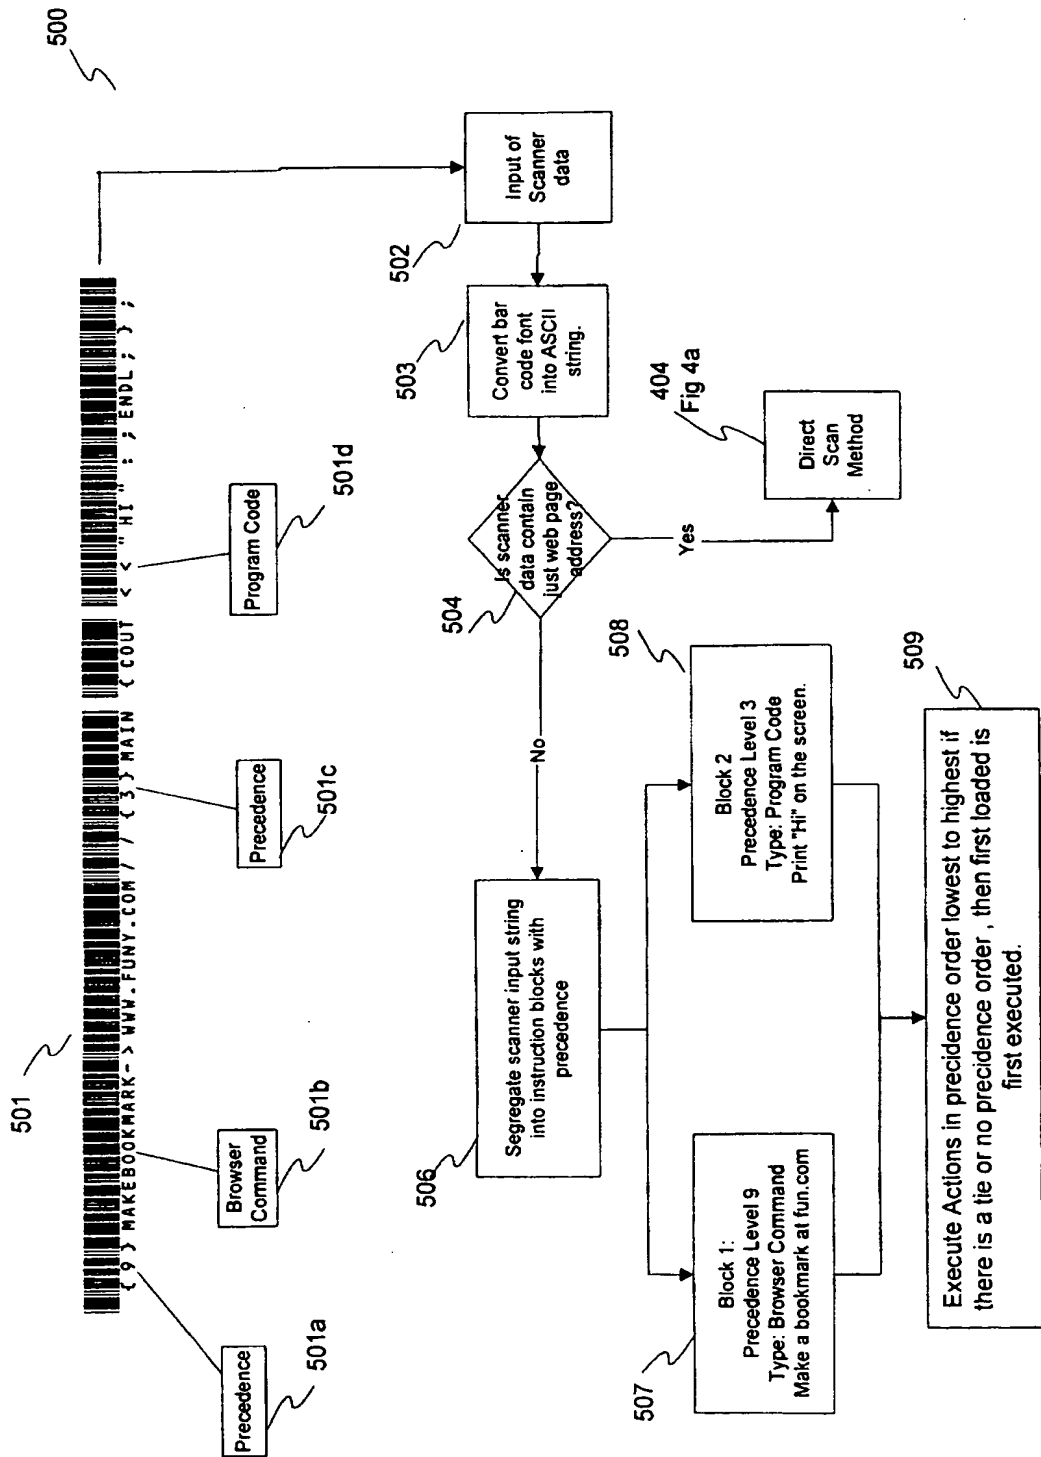 500
501
{9}MAKEBOOKMARK->WWW.FUNY.COM//{3}MAIN {COUT <<"HI";;ENDL;};
Precedence
501a
Browser
Command
501b
Precedence
501c
Program Code
501d
Input of
Scanner
data
502
Convert bar
code font
into ASCII
string.
503
Is scanner
data contain
just web page
address?
504
Yes
404
Fig 4a
Direct
Scan
Method
No
Segregate scanner input string
into instruction blocks with
precedence
506
Block 1:
Precedence Level 9
Type: Browser Command
Make a bookmark at fun.com
507
Block 2
Precedence Level 3
Type: Program Code
Print "Hi" on the screen.
508
Execute Actions in precidence order lowest to highest if
there is a tie or no precidence order , then first loaded is
first executed.
509